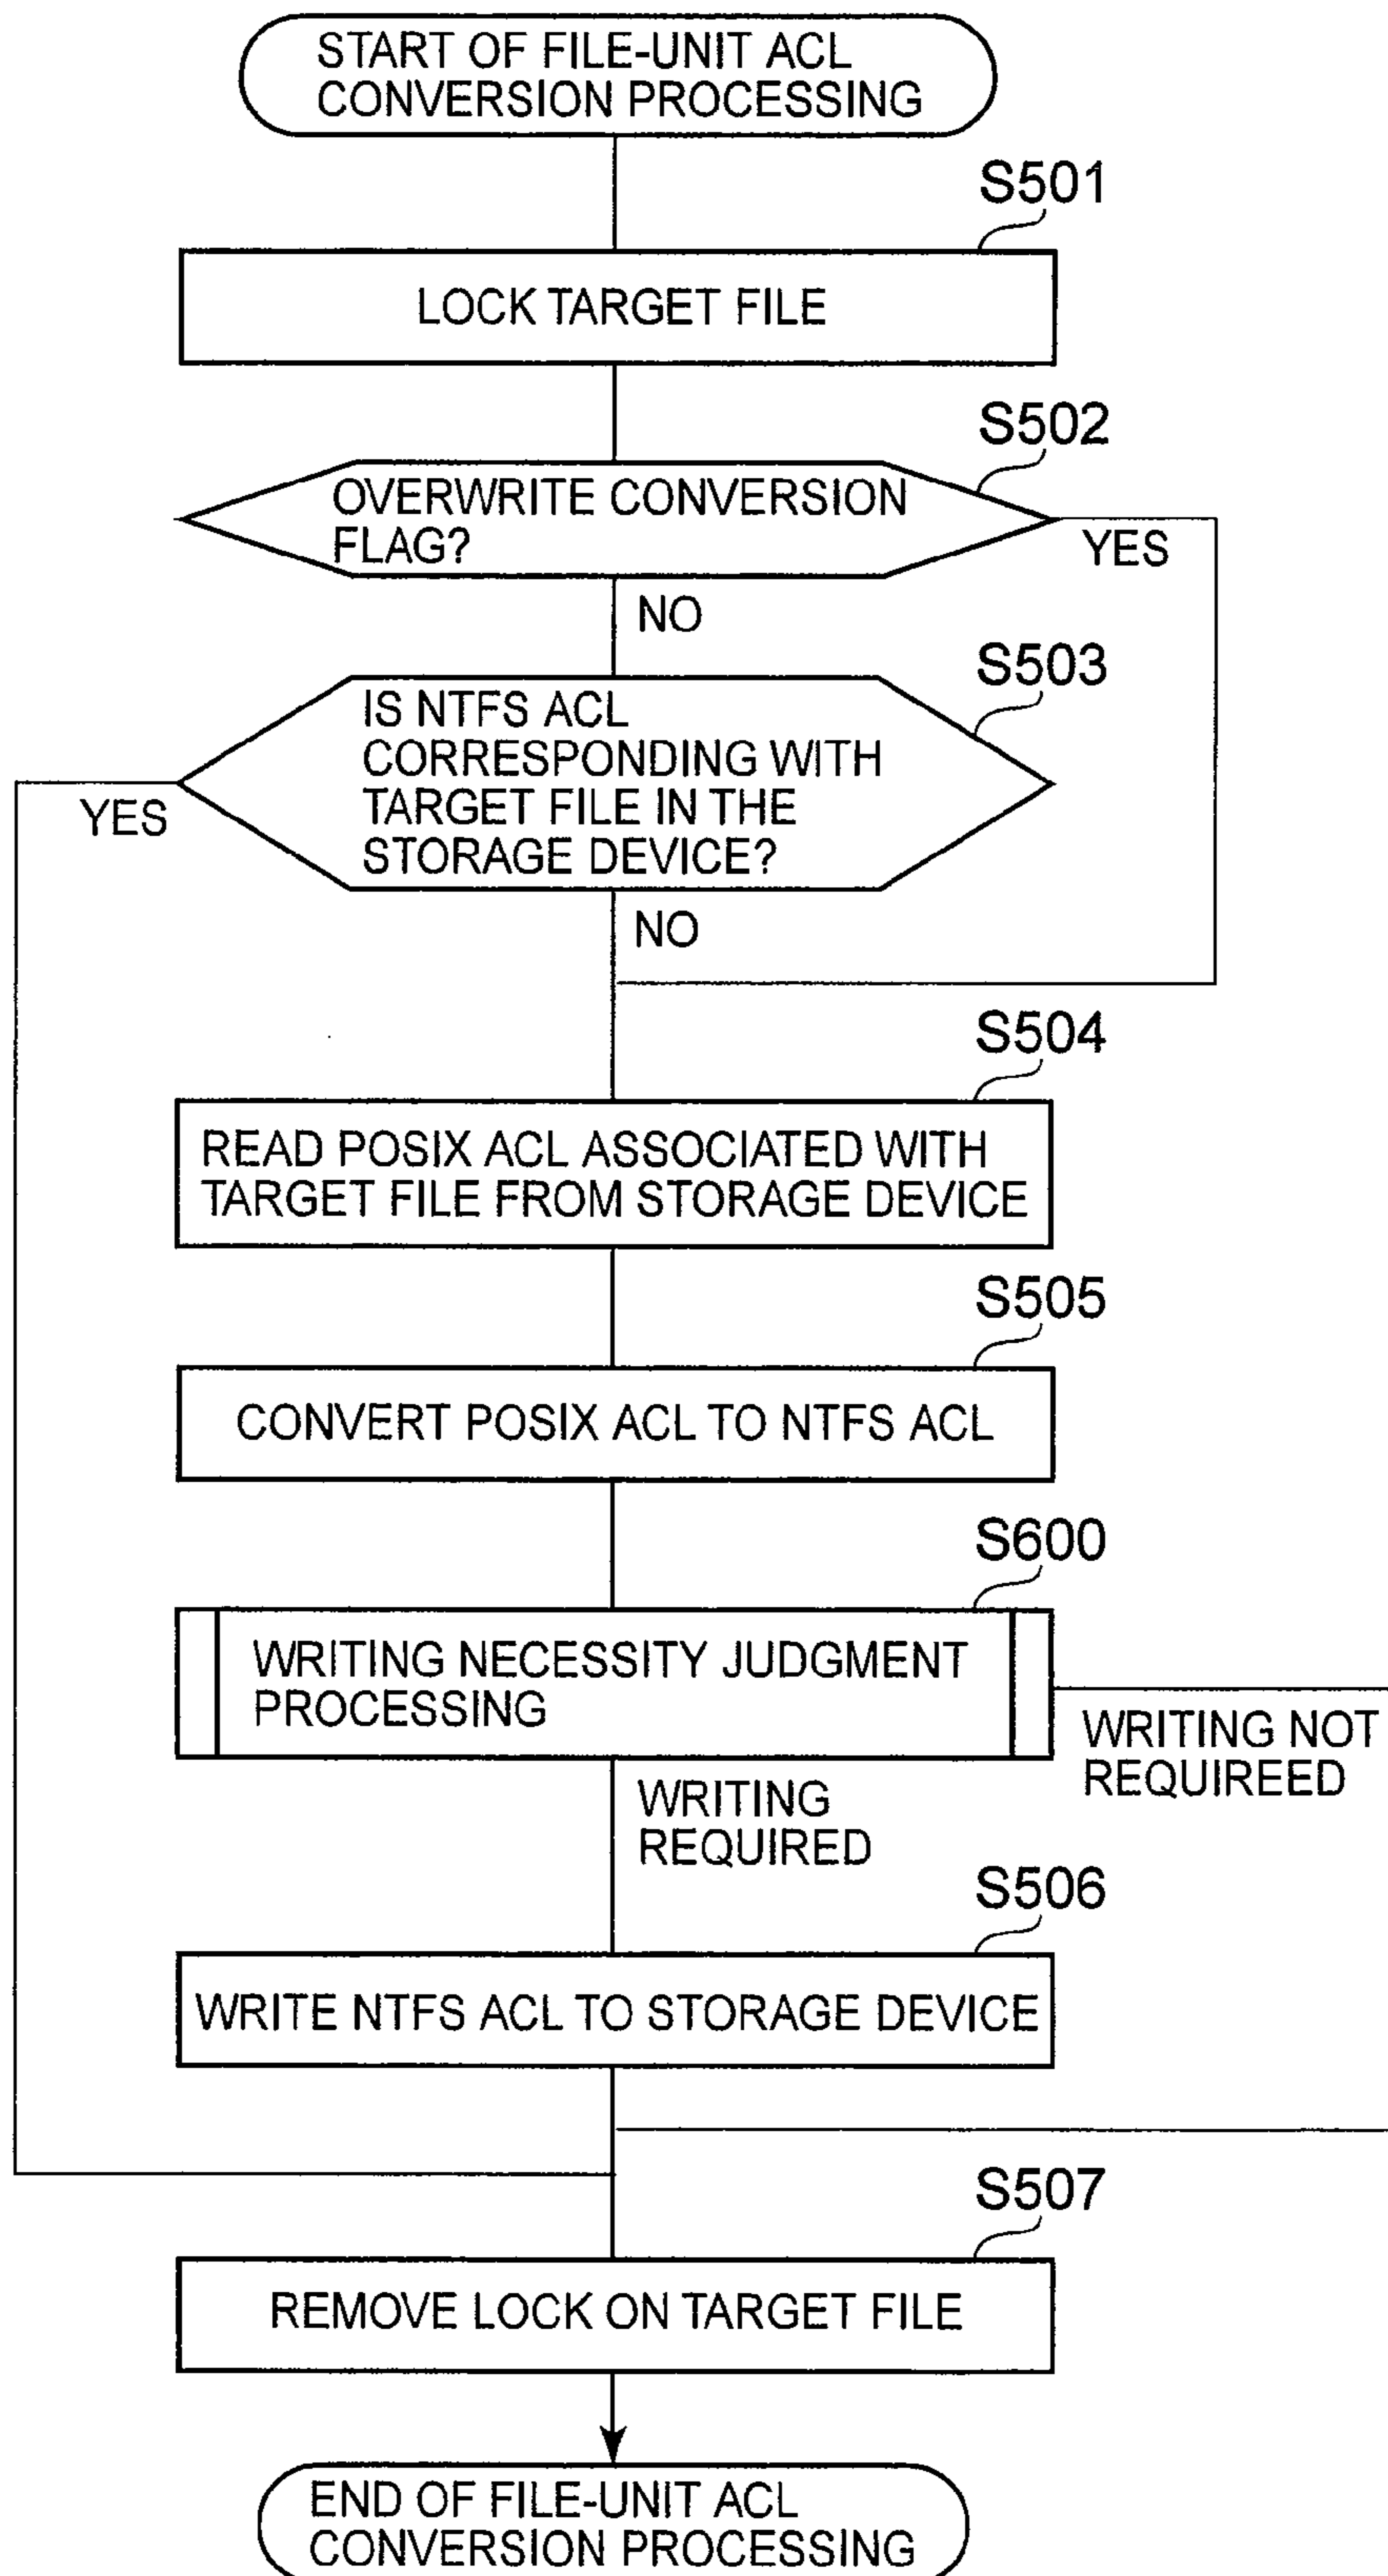 START OF FILE-UNIT ACL
CONVERSION PROCESSING
S501
LOCK TARGET FILE
S502
OVERWRITE CONVERSION
FLAG?
YES
NO
S503
IS NTFS ACL
CORRESPONDING WITH
TARGET FILE IN THE
STORAGE DEVICE?
YES
NO
S504
READ POSIX ACL ASSOCIATED WITH
TARGET FILE FROM STORAGE DEVICE
S505
CONVERT POSIX ACL TO NTFS ACL
S600
WRITING NECESSITY JUDGMENT
PROCESSING
WRITING NOT
REQUIREED
WRITING
REQUIRED
S506
WRITE NTFS ACL TO STORAGE DEVICE
S507
REMOVE LOCK ON TARGET FILE
END OF FILE-UNIT ACL
CONVERSION PROCESSING